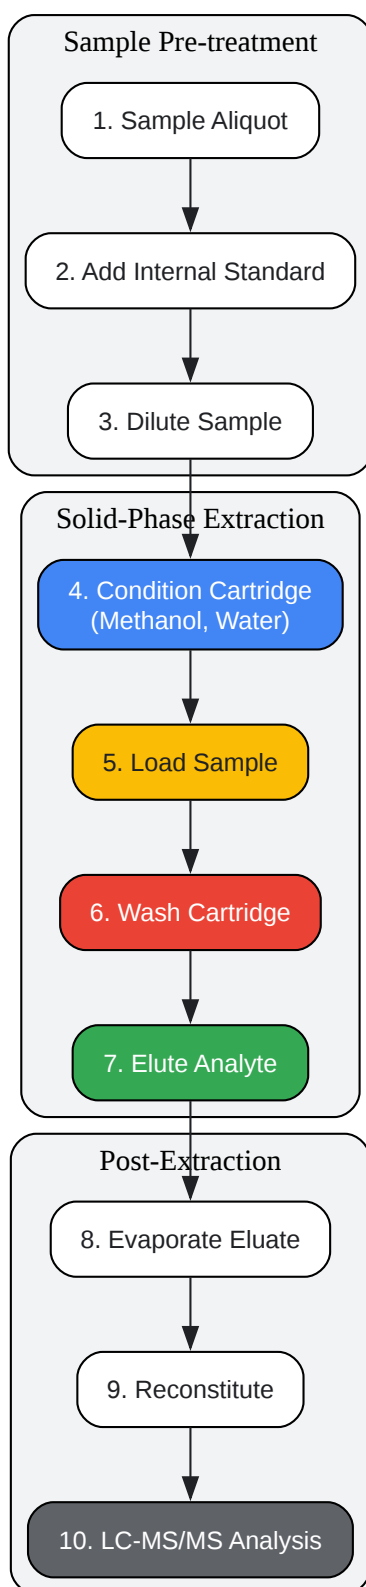 Sample Pre-treatment
1. Sample Aliquot
2. Add Internal Standard
3. Dilute Sample
Solid-Phase Extraction
4. Condition Cartridge
(Methanol, Water)
5. Load Sample
6. Wash Cartridge
7. Elute Analyte
Post-Extraction
8. Evaporate Eluate
9. Reconstitute
10. LC-MS/MS Analysis